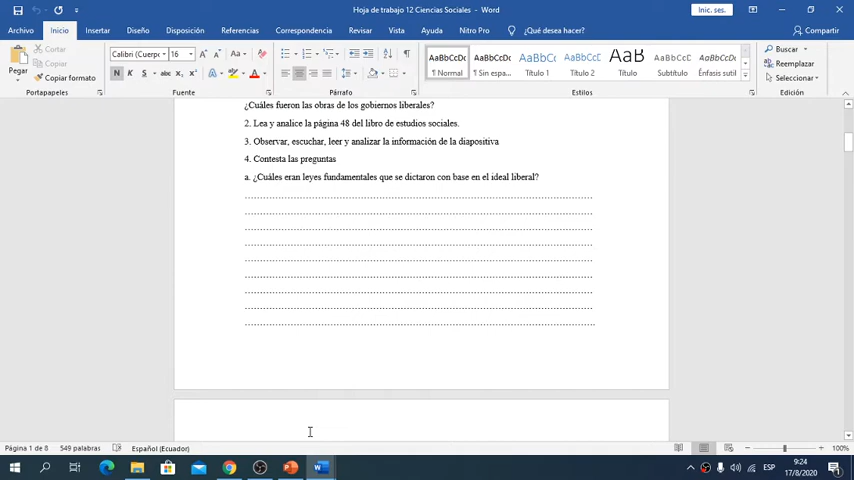 Hoja de trabajo 12 Ciencias Sociales - Word
Inic. ses.
Archivo Inicio Insertar Diseño Disposición Referencias Correspondencia Revisar Vista Ayuda Nitro Pro ¿Qué desea hacer? Compartir
Pegar
Cortar
Copiar
Copiar formato
Portapapeles
Calibri (Cuerpo 16
Fuente
Párrafo
AaBbCcDc AaBbCcDc AaBbCc AaBbCcC AaB AaBbCcC AaBbCcDc
¶ Normal ¶ Sin espa... Título 1 Título 2 Título Subtítulo Énfasis sutil
Estilos
Buscar
Reemplazar
Seleccionar
Edición
¿Cuáles fueron las obras de los gobiernos liberales?
2. Lea y analice la página 48 del libro de estudios sociales.
3. Observar, escuchar, leer y analizar la información de la diapositiva
4. Contesta las preguntas
a. ¿Cuáles eran leyes fundamentales que se dictaron con base en el ideal liberal?
Página 1 de 8 549 palabras Español (Ecuador) 100%
ESP
9:24
17/8/2020